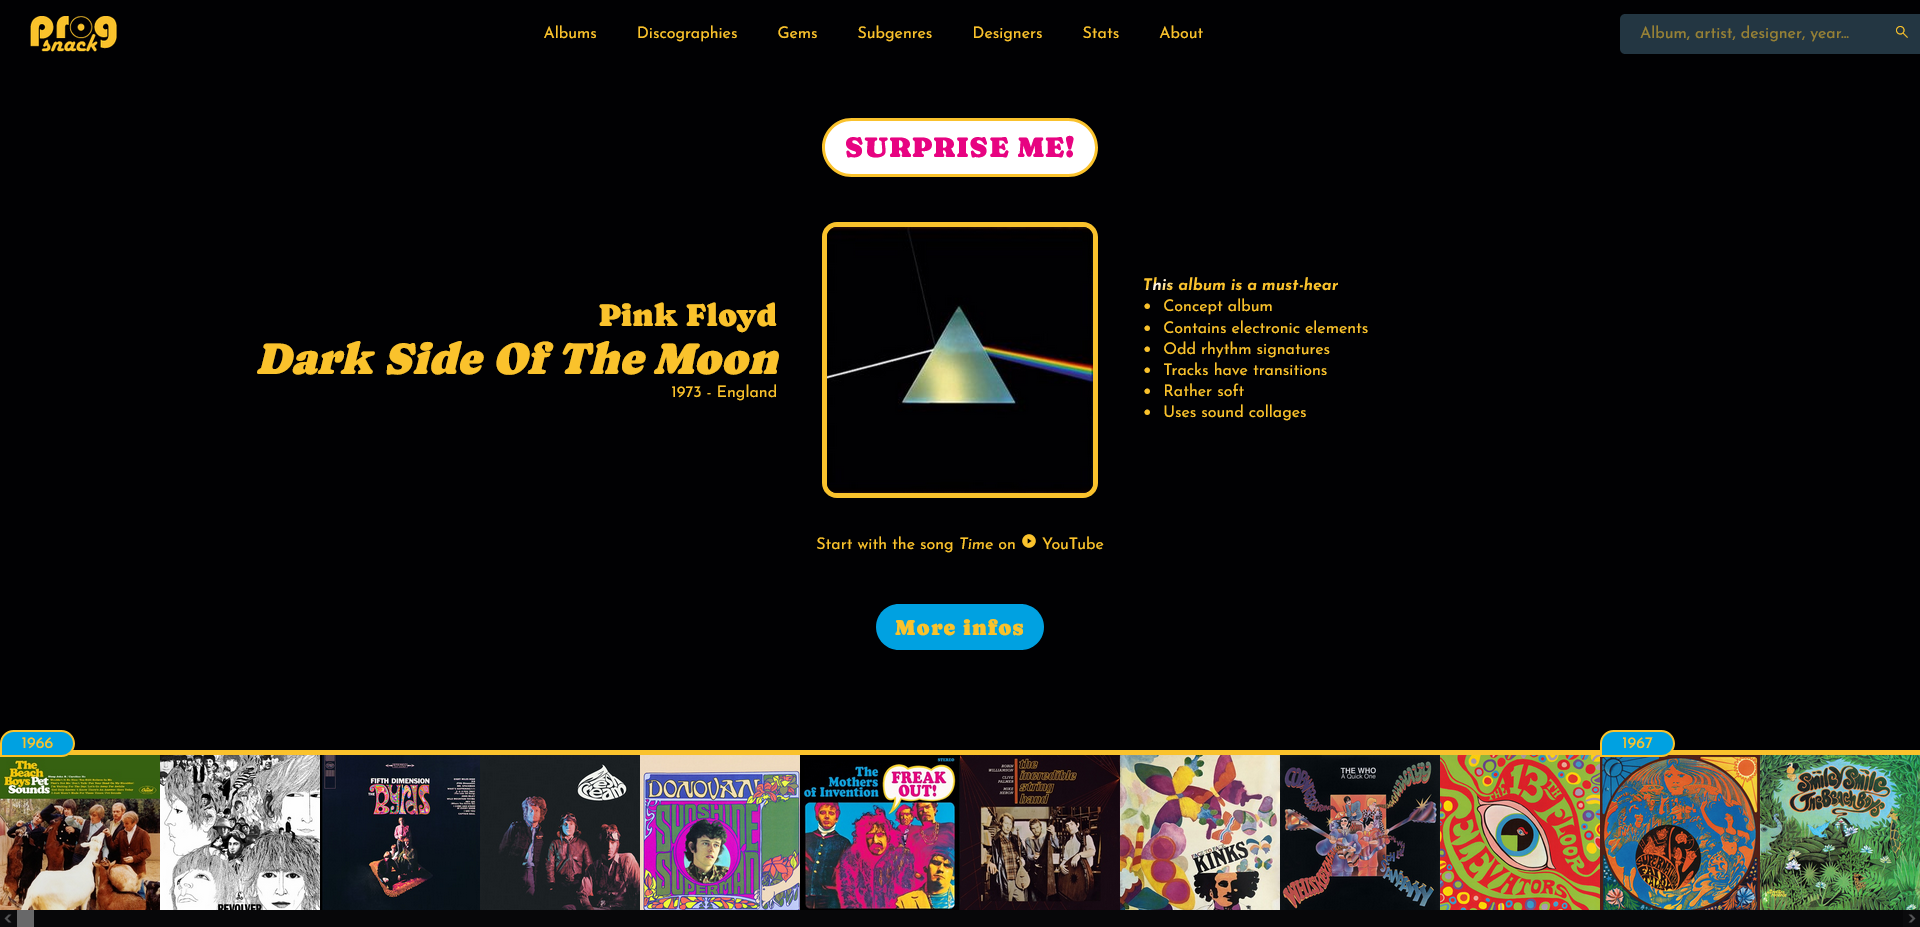 prog
snack
Albums
Discographies
Gems
Subgenres
Designers
Stats
About
Album, artist, designer, year...
SURPRISE ME!
Pink Floyd
Dark Side Of The Moon
1973 - England
This album is a must-hear
Concept album
Contains electronic elements
Odd rhythm signatures
Tracks have transitions
Rather soft
Uses sound collages
Start with the song Time on YouTube
More infos
1966
1967
The
Beach
Boys Pet
Sounds
REVOLVER
FIFTH DIMENSION
THE
BYRDS
fresh
cream
DONOVAN
SUNSHINE
SUPERMAN
The
Mothers
of Invention
FREAK
OUT!
the
incredible
string
band
KINKS
THE WHO
A Quick One
THE 13TH
FLOOR
ELEVATORS
Smiley Smile
The Beach Boys